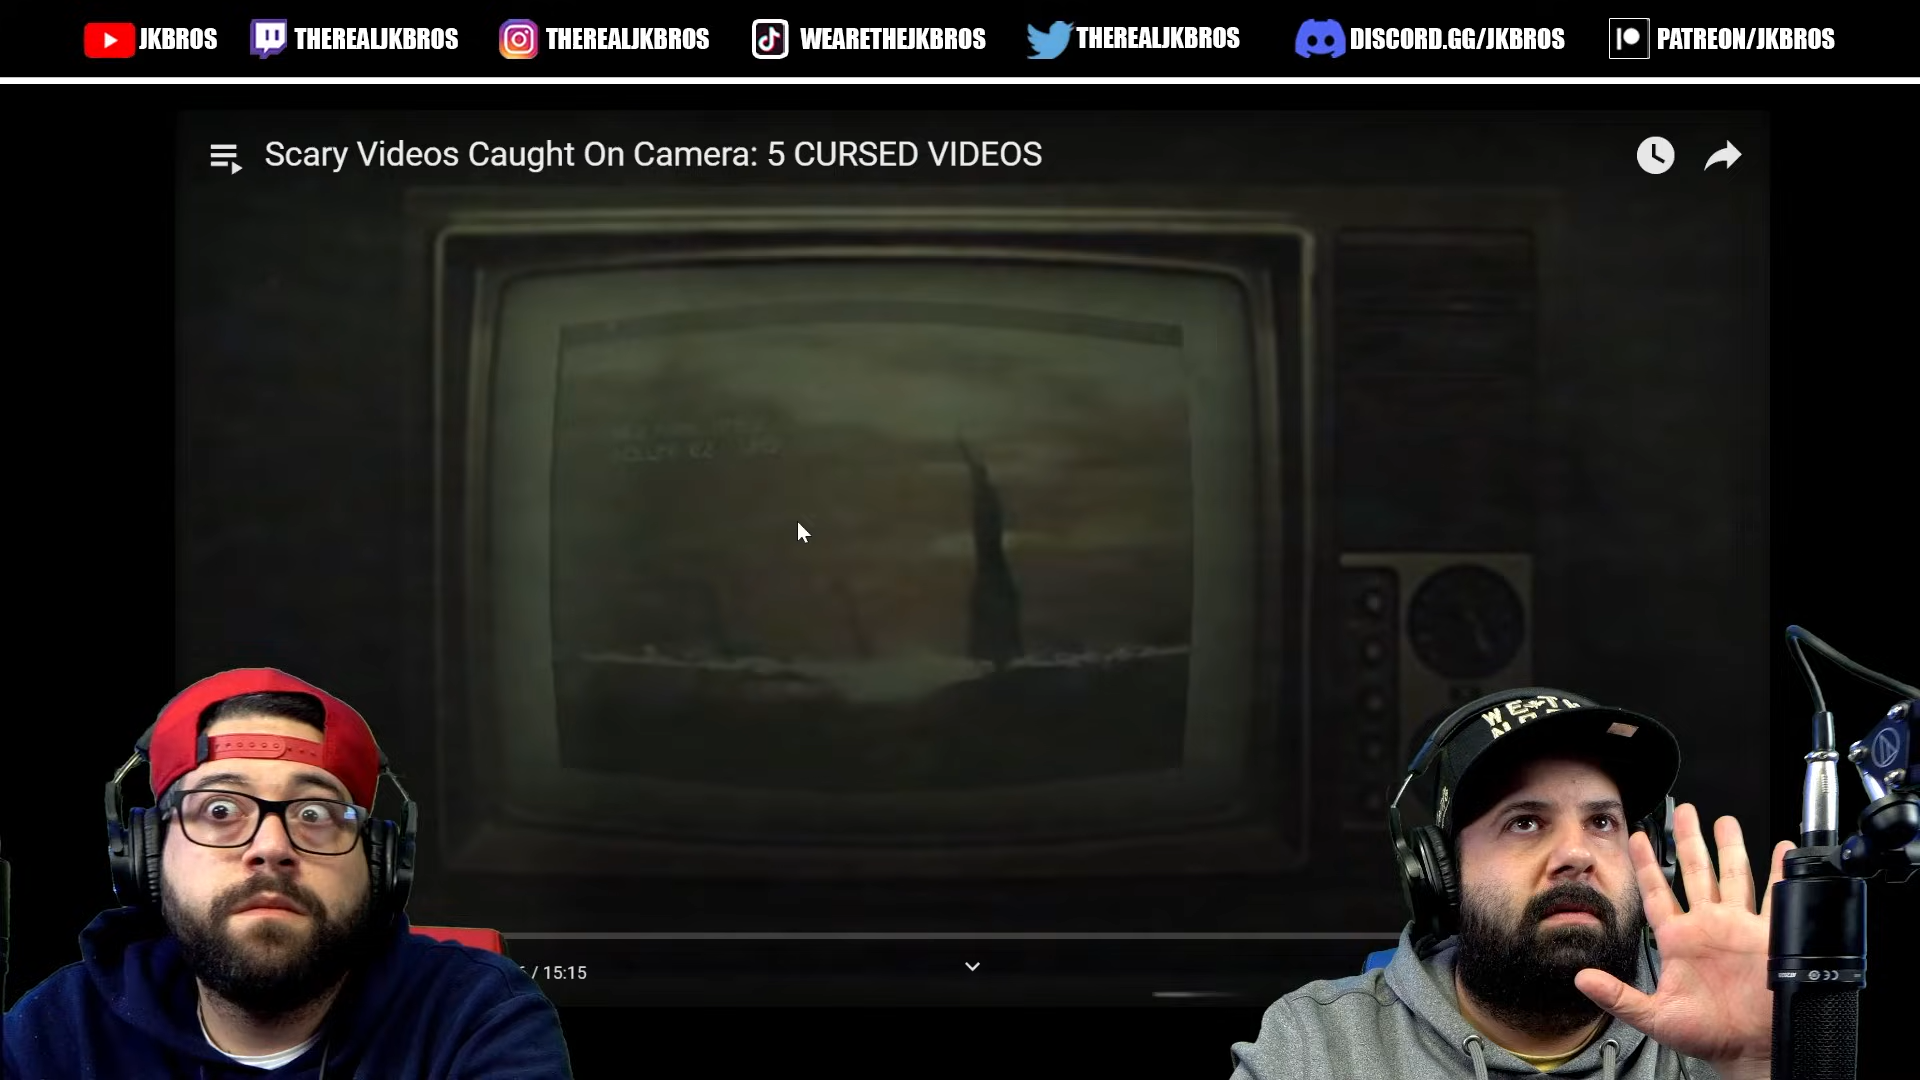 JKBROS THEREALJKBROS THEREALJKBROS WEARETHEJKBROS THEREALJKBROS DISCORD.GG/JKBROS PATREON/JKBROS
Scary Videos Caught On Camera: 5 CURSED VIDEOS
WE+T
/ 15:15